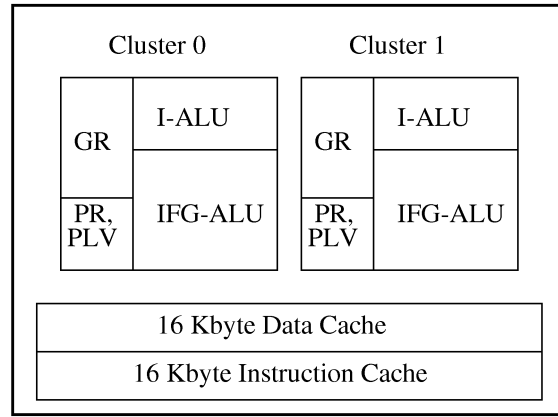 Cluster 0
Cluster 1
GR
I-ALU
PR,
PLV
IFG-ALU
GR
I-ALU
PR,
PLV
IFG-ALU
16 Kbyte Data Cache
16 Kbyte Instruction Cache